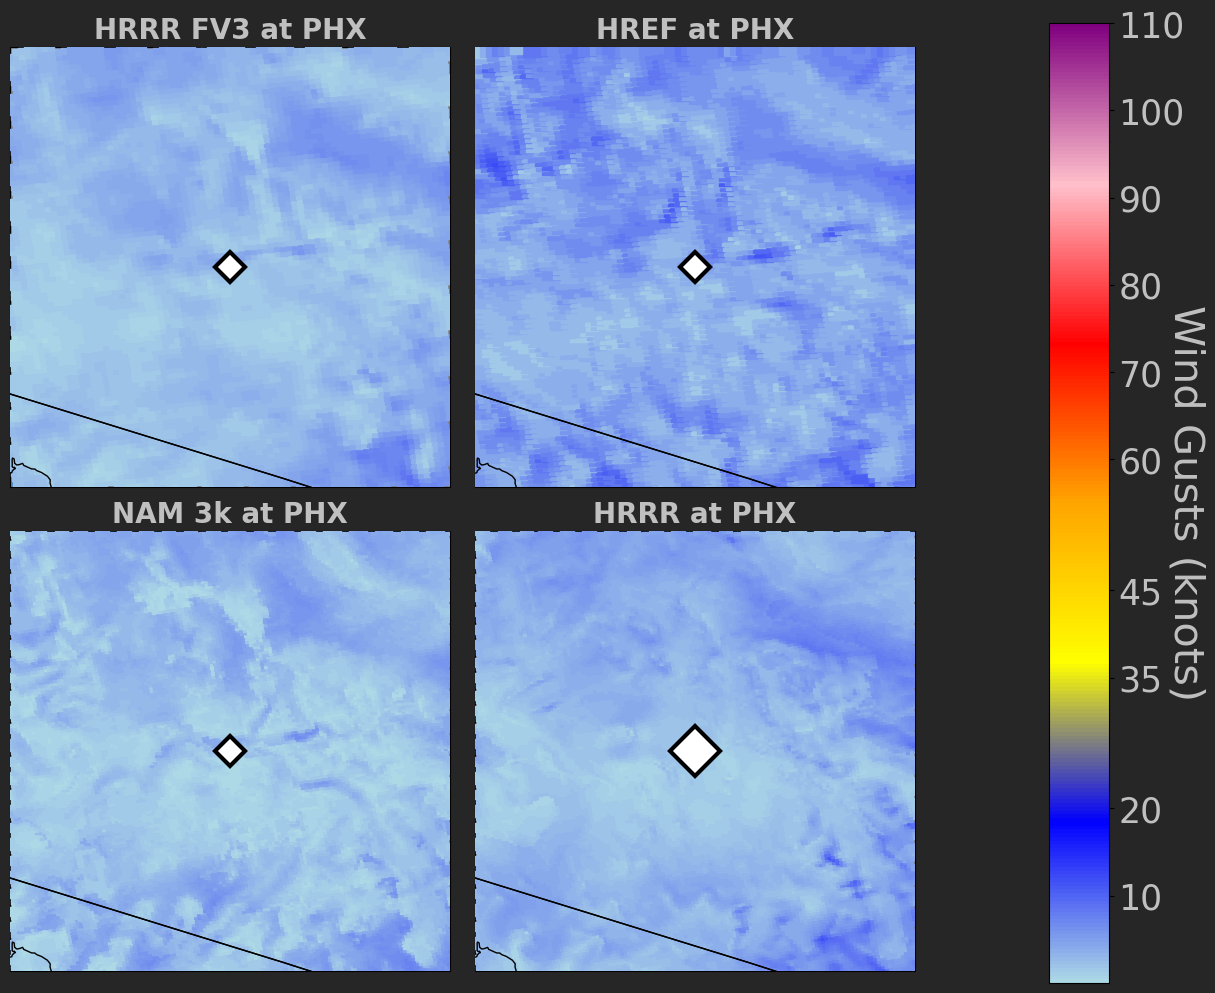 HRRR FV3 at PHX
HREF at PHX
NAM 3k at PHX
HRRR at PHX
110
100
90
80
70
60
45
35
20
10
Wind Gusts (knots)